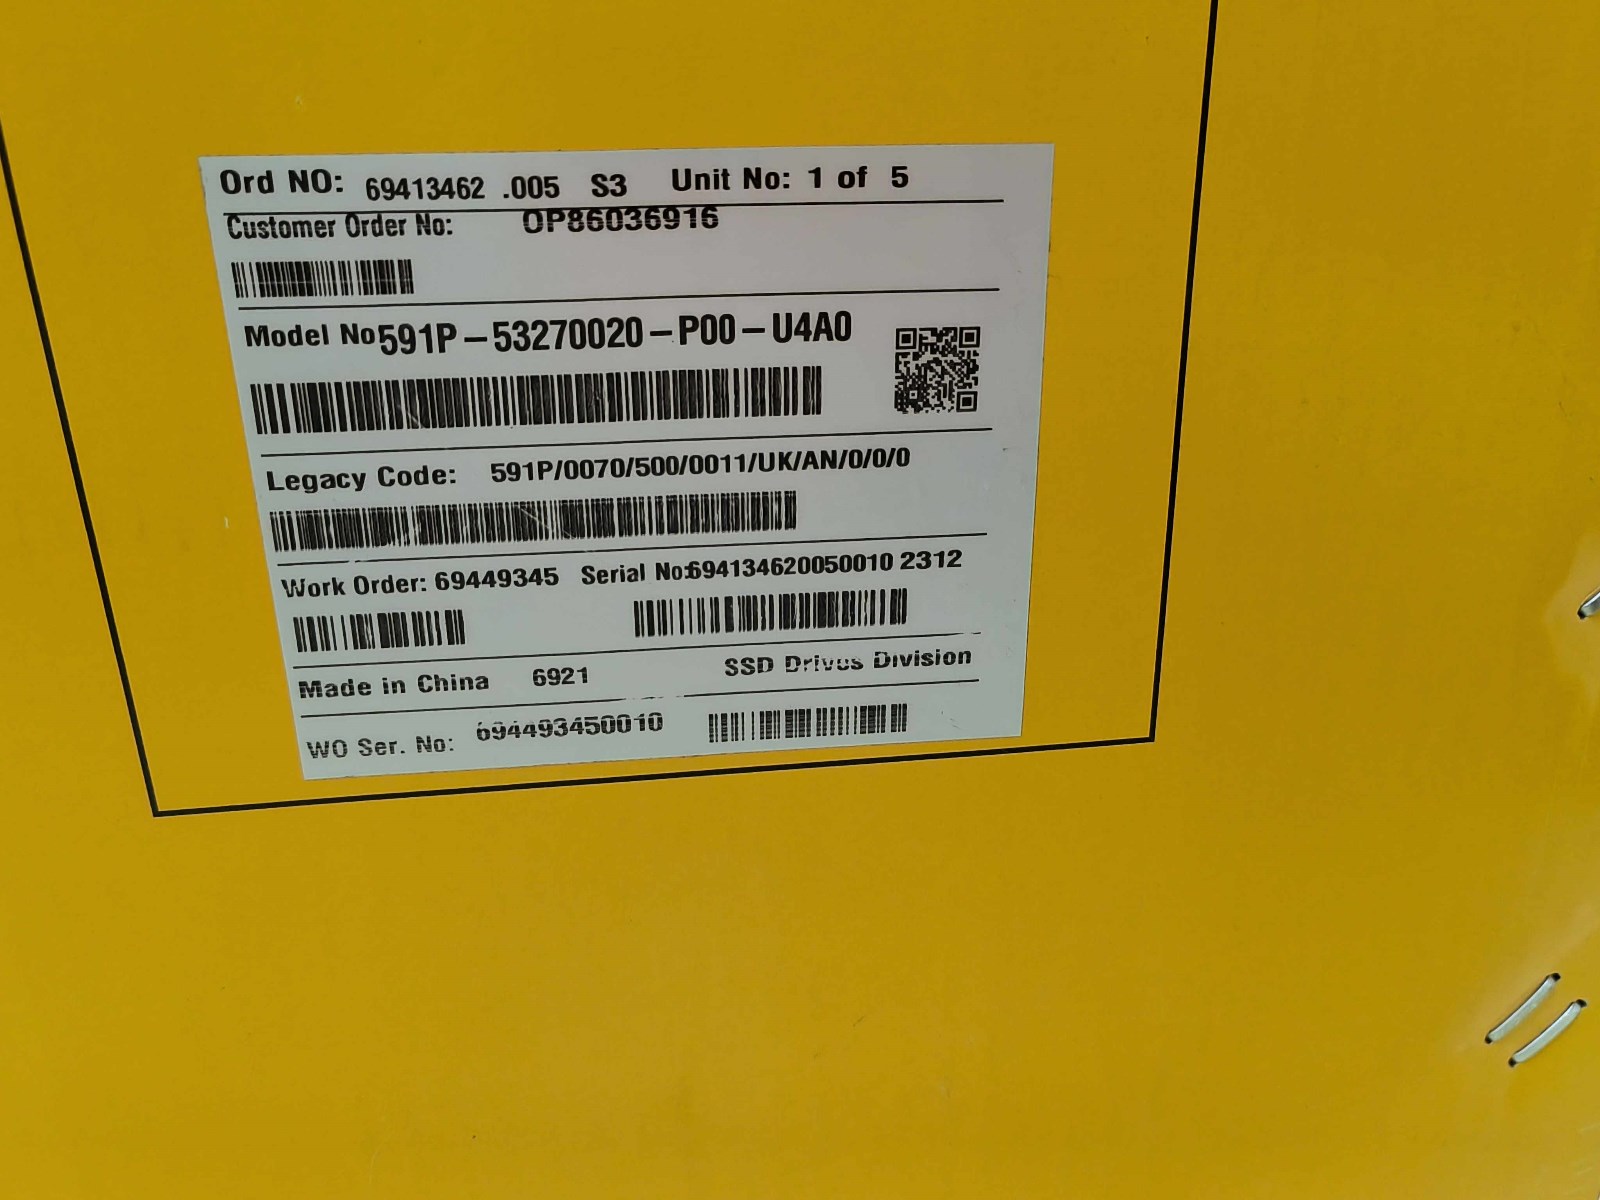 Ord NO: 69413462 .005 S3 Unit No: 1 of 5
Customer Order No: OP86036916
Model No591P-53270020-P00-U4A0
Legacy Code: 591P/0070/500/0011/UK/AN/0/0/0
Work Order: 69449345 Serial No:694134620050010 2312
Made in China 6921 SSD Drives Division
WO Ser. No: 694493450010